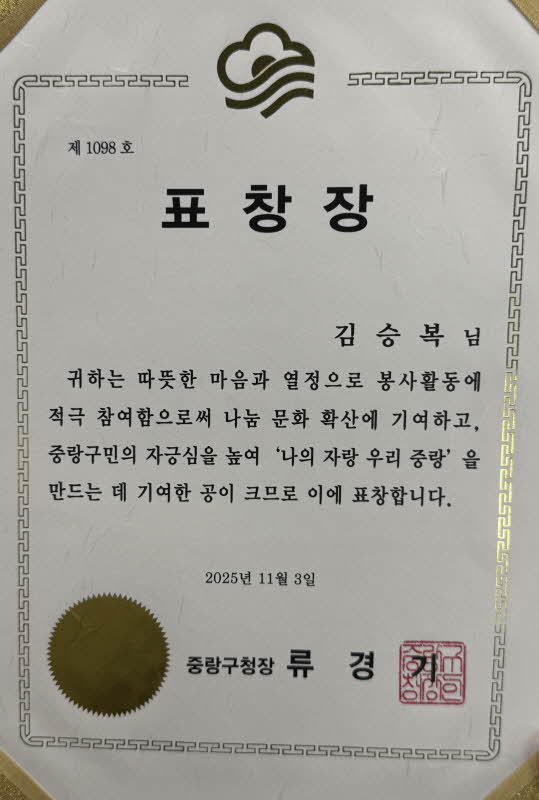 제 1098 호
표 창 장
김 승 복 님
귀하는 따뜻한 마음과 열정으로 봉사활동에
적극 참여함으로써 나눔 문화 확산에 기여하고,
중랑구민의 자긍심을 높여 ‘나의 자랑 우리 중랑’ 을
만드는 데 기여한 공이 크므로 이에 표창합니다.
2025년 11월 3일
중랑구청장 류 경 기